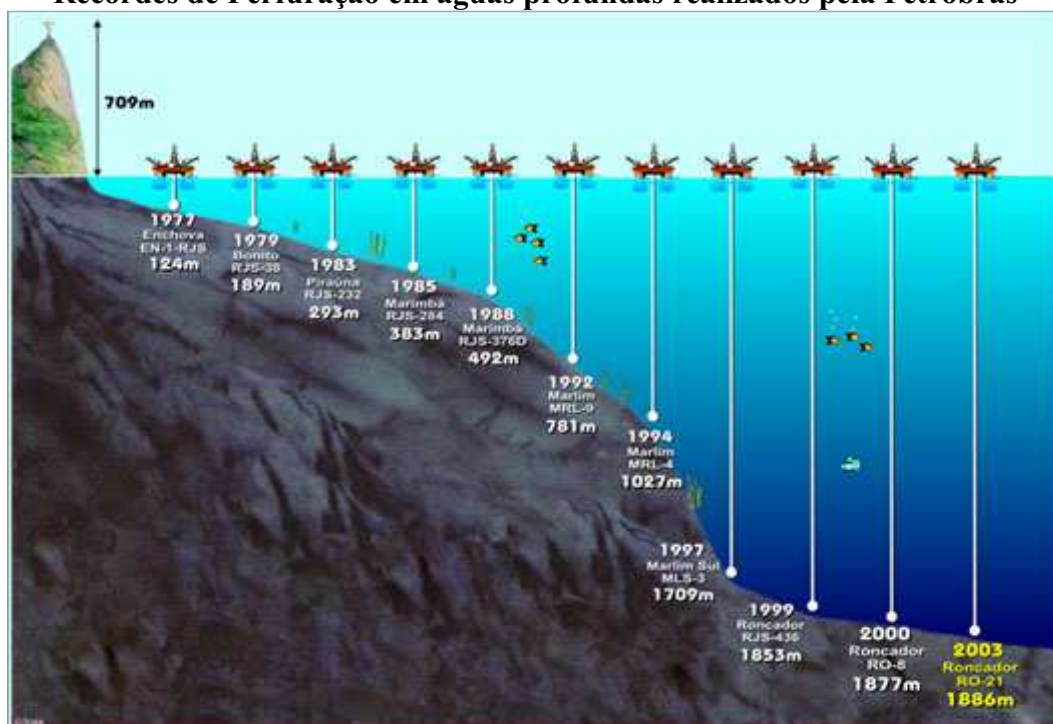 Recordes de Perfuração em águas profundas realizados pela Petrobras
709m
1977
Enchova
EN-1-RJS
124m
1979
Bonito
RJS-38
189m
1983
Piraúna
RJS-232
293m
1985
Marimbá
RJS-284
383m
1988
Marimbá
RJS-376D
492m
1992
Marlim
MRL-9
781m
1994
Marlim
MRL-4
1027m
1997
Marlim Sul
MLS-3
1709m
1999
Roncador
RJS-436
1853m
2000
Roncador
RO-8
1877m
2003
Roncador
RO-21
1886m